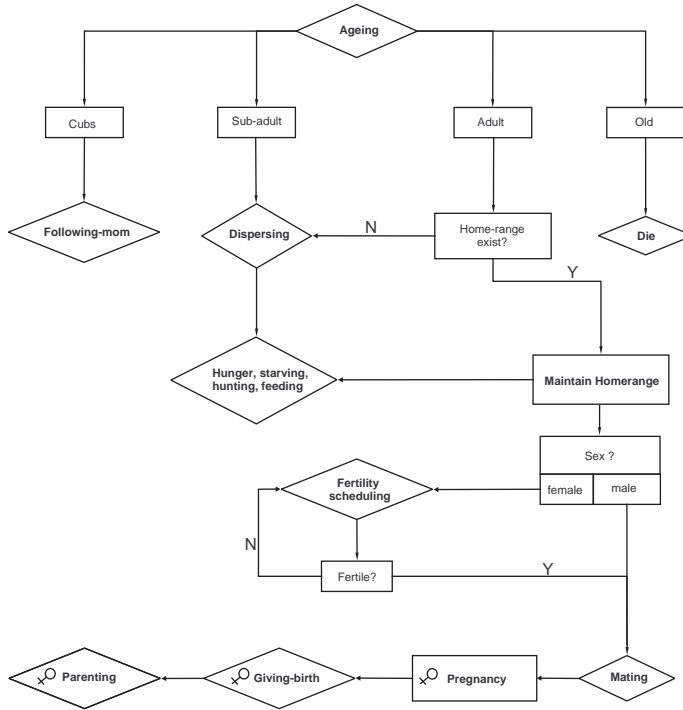 Ageing
Cubs
Sub-adult
Adult
Old
Following-mom
Dispersing
N
Home-range
exist?
Die
Y
Hunger, starving,
hunting, feeding
Maintain Homerange
Sex ?
female
male
Fertility
scheduling
N
Fertile?
Y
Parenting
Giving-birth
Pregnancy
Mating